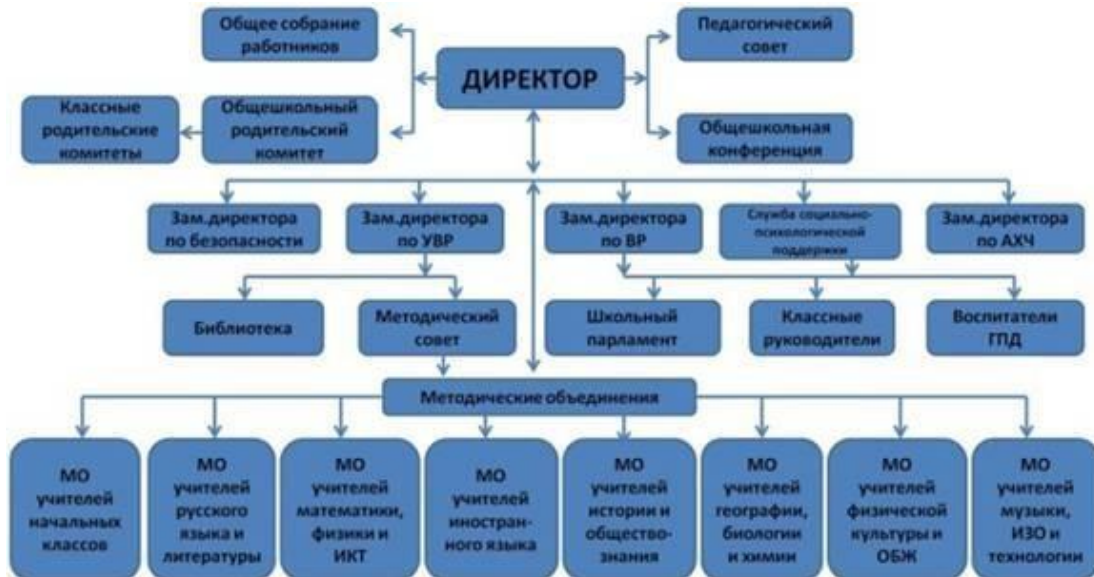 Общее собрание
работников
Педагогический
совет
ДИРЕКТОР
Классные
родительские
комитеты
Общешкольный
родительский
комитет
Общешкольная
конференция
Зам.директора
по безопасности
Зам.директора
по УВР
Зам.директора
по ВР
Служба социально-
психологической
поддержки
Зам.директора
по АХЧ
Библиотека
Методический
совет
Школьный
парламент
Классные
руководители
Воспитатели
ГПД
Методические объединения
МО
учителей
начальных
классов
МО
учителей
русского
языка и
литературы
МО
учителей
математики,
физики и
ИКТ
МО
учителей
иностран-
ного языка
МО
учителей
истории и
общество-
знания
МО
учителей
географии,
биологии
и химии
МО
учителей
физической
культуры и
ОБЖ
МО
учителей
музыки,
ИЗО и
технологии